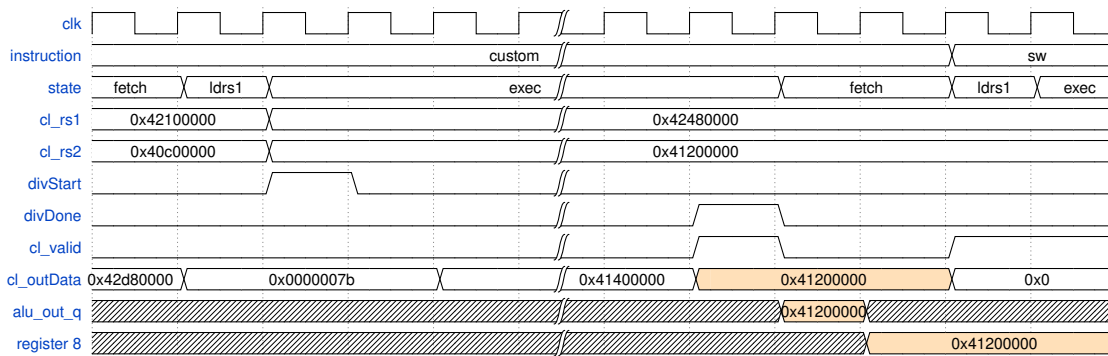 clk
instruction custom sw
state fetch ldrs1 exec fetch ldrs1 exec
cl_rs1 0x42100000 0x42480000
cl_rs2 0x40c00000 0x41200000
divStart
divDone
cl_valid
cl_outData 0x42d80000 0x0000007b 0x41400000 0x41200000 0x0
alu_out_q 0x41200000
register 8 0x41200000